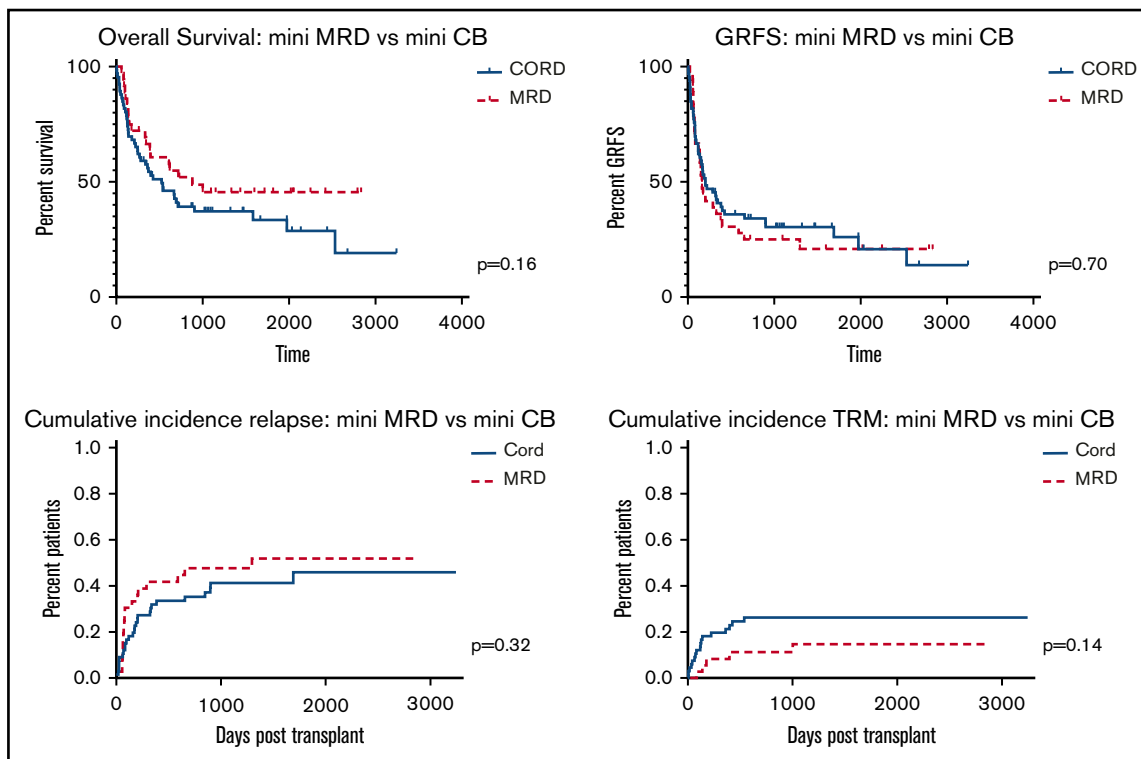 Overall Survival: mini MRD vs mini CB
CORD
MRD
Percent survival
100
50
0
0 1000 2000 3000 4000
Time
p=0.16
GRFS: mini MRD vs mini CB
CORD
MRD
Percent GRFS
100
50
0
0 1000 2000 3000 4000
Time
p=0.70
Cumulative incidence relapse: mini MRD vs mini CB
Cord
MRD
Percent patients
1.0
0.8
0.6
0.4
0.2
0.0
0 1000 2000 3000
Days post transplant
p=0.32
Cumulative incidence TRM: mini MRD vs mini CB
Cord
MRD
Percent patients
1.0
0.8
0.6
0.4
0.2
0.0
0 1000 2000 3000
Days post transplant
p=0.14